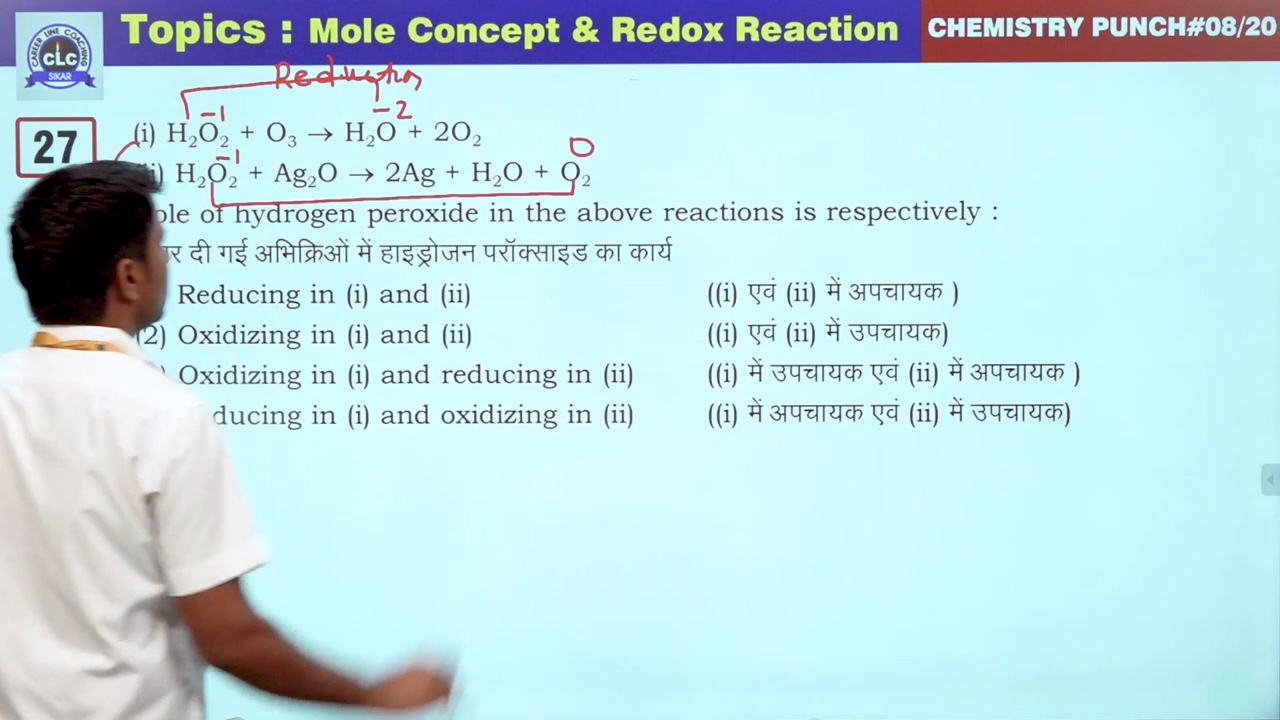 Topics : Mole Concept & Redox Reaction
CHEMISTRY PUNCH#08/20
CAREER LINE COACHING
CLC
SIKAR
Reduction
-1 -2
27
(i) H₂O₂ + O₃ → H₂O + 2O₂
-1 0
H₂O₂ + Ag₂O → 2Ag + H₂O + O₂
of hydrogen peroxide in the above reactions is respectively :
दी गई अभिक्रिओं में हाइड्रोजन परॉक्साइड का कार्य
Reducing in (i) and (ii) ((i) एवं (ii) में अपचायक )
(2) Oxidizing in (i) and (ii) ((i) एवं (ii) में उपचायक)
Oxidizing in (i) and reducing in (ii) ((i) में उपचायक एवं (ii) में अपचायक )
ducing in (i) and oxidizing in (ii) ((i) में अपचायक एवं (ii) में उपचायक)